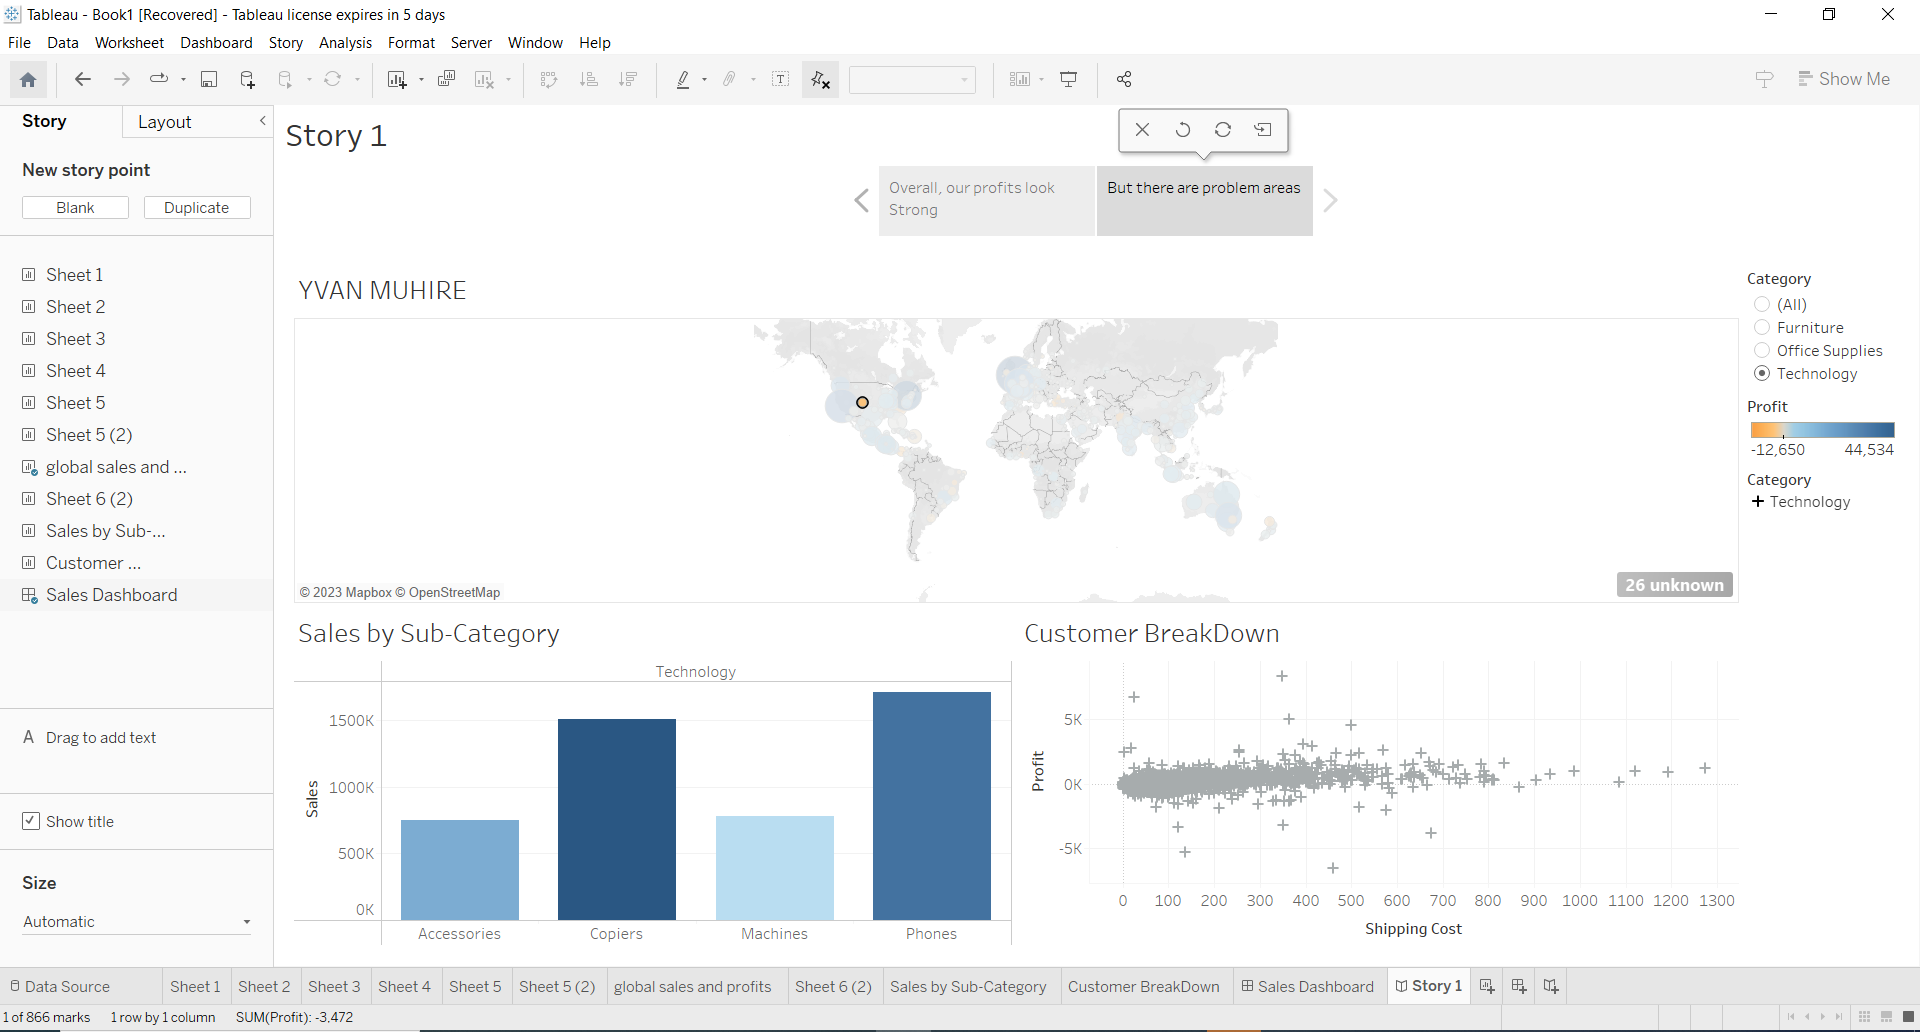 Tableau - Book1 [Recovered] - Tableau license expires in 5 days
File Data Worksheet Dashboard Story Analysis Format Server Window Help
Show Me
Story
Layout
New story point
Blank
Duplicate
Sheet 1
Sheet 2
Sheet 3
Sheet 4
Sheet 5
Sheet 5 (2)
global sales and ...
Sheet 6 (2)
Sales by Sub-...
Customer ...
Sales Dashboard
A Drag to add text
Show title
Size
Automatic
Story 1
Overall, our profits look
Strong
But there are problem areas
YVAN MUHIRE
© 2023 Mapbox © OpenStreetMap
26 unknown
Category
(All)
Furniture
Office Supplies
Technology
Profit
-12,650 44,534
Category
Technology
Sales by Sub-Category
Technology
Sales
1500K
1000K
500K
0K
Accessories Copiers Machines Phones
Customer BreakDown
Profit
5K
0K
-5K
0 100 200 300 400 500 600 700 800 900 1000 1100 1200 1300
Shipping Cost
Data Source Sheet 1 Sheet 2 Sheet 3 Sheet 4 Sheet 5 Sheet 5 (2) global sales and profits Sheet 6 (2) Sales by Sub-Category Customer BreakDown Sales Dashboard Story 1
1 of 866 marks 1 row by 1 column SUM(Profit): -3,472